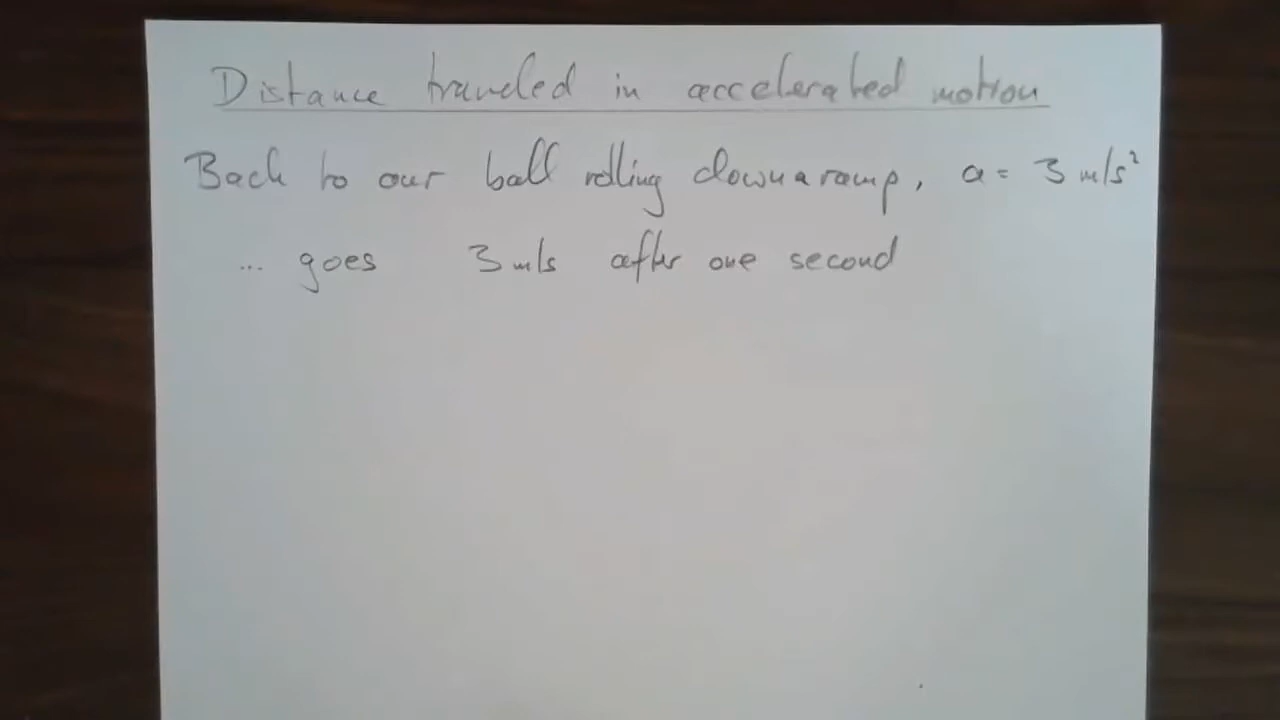 Distance traveled in accelerated motion
Back to our ball rolling down a ramp, a = 3 m/s²
... goes 3 m/s after one second